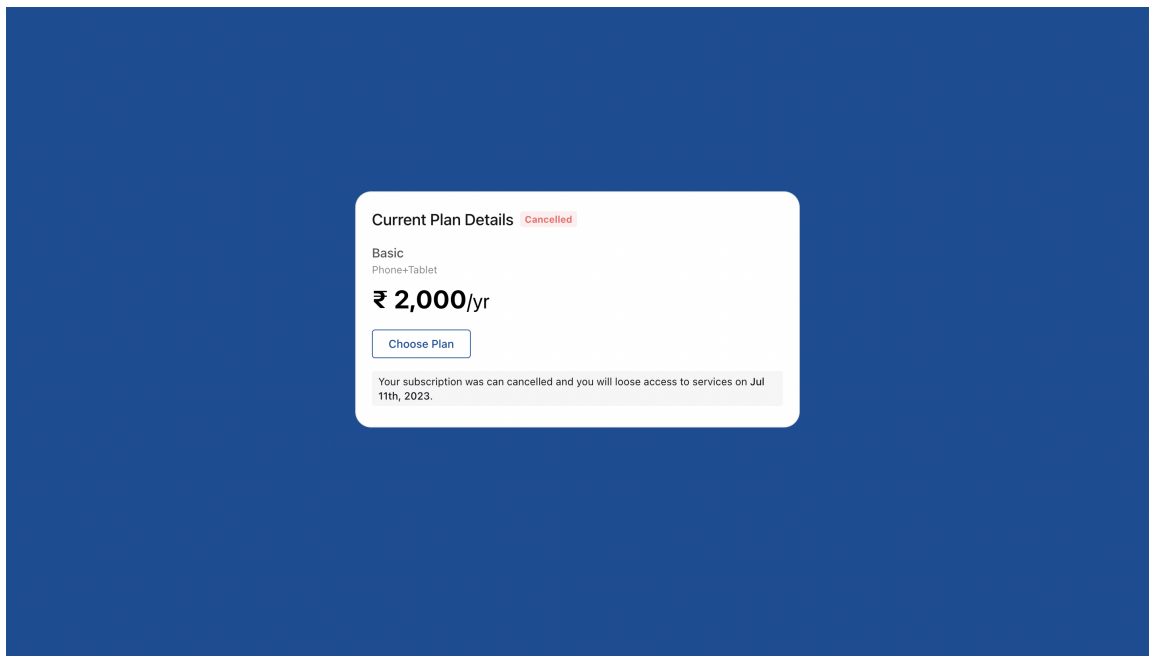 Current Plan Details Cancelled
Basic
Phone+Tablet
₹ 2,000/yr
Choose Plan
Your subscription was can cancelled and you will loose access to services on Jul
11th, 2023.